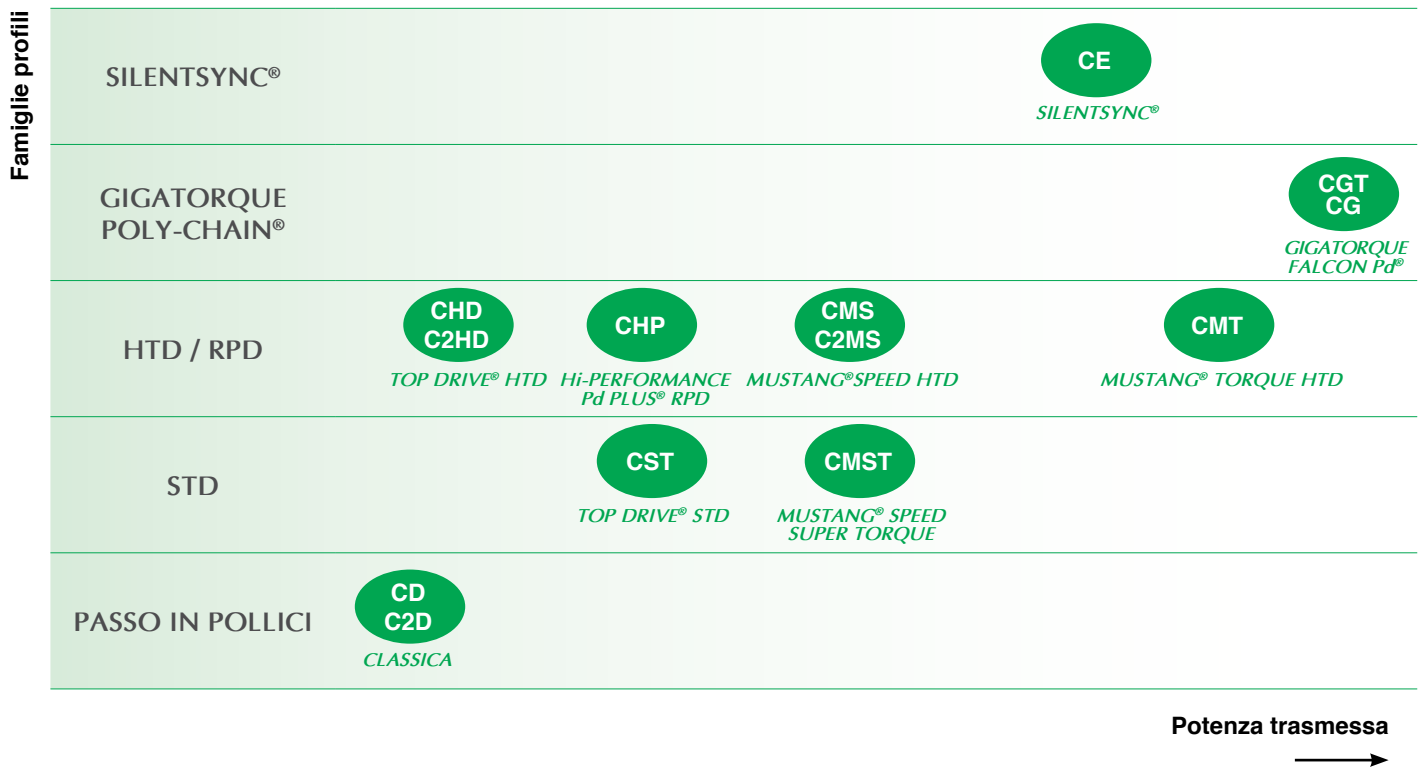 Famiglie profili
SILENTSYNC®
CE
SILENTSYNC®
GIGATORQUE
POLY-CHAIN®
CGT
CG
GIGATORQUE
FALCON Pd®
HTD / RPD
CHD
C2HD
TOP DRIVE® HTD
CHP
Hi-PERFORMANCE
Pd PLUS® RPD
CMS
C2MS
MUSTANG®SPEED HTD
CMT
MUSTANG® TORQUE HTD
STD
CST
TOP DRIVE® STD
CMST
MUSTANG® SPEED
SUPER TORQUE
PASSO IN POLLICI
CD
C2D
CLASSICA
Potenza trasmessa